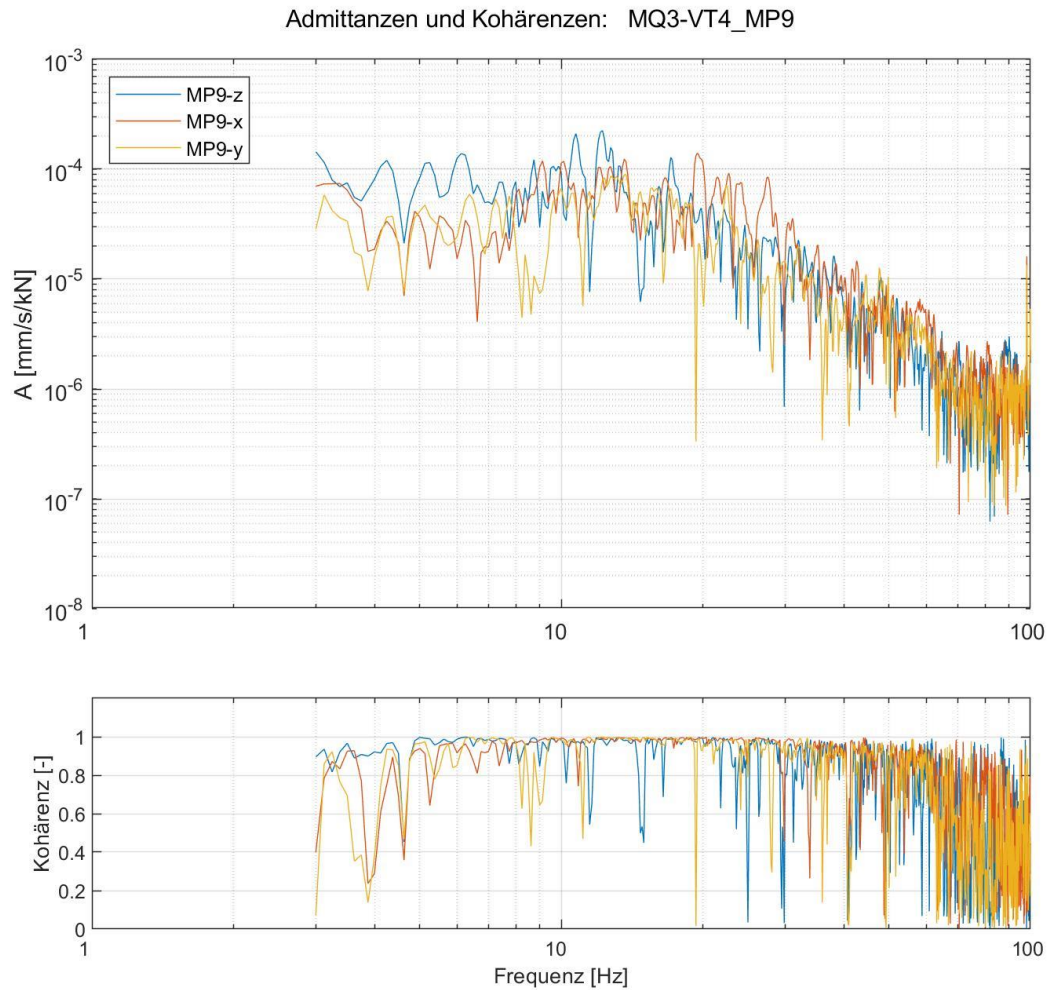 Admittanzen und Kohärenzen: MQ3-VT4_MP9
10^-3
10^-4
10^-5
10^-6
10^-7
10^-8
A [mm/s/kN]
MP9-z
MP9-x
MP9-y
1 10 100
1
0.8
0.6
0.4
0.2
0
Kohärenz [-]
1 10 100
Frequenz [Hz]